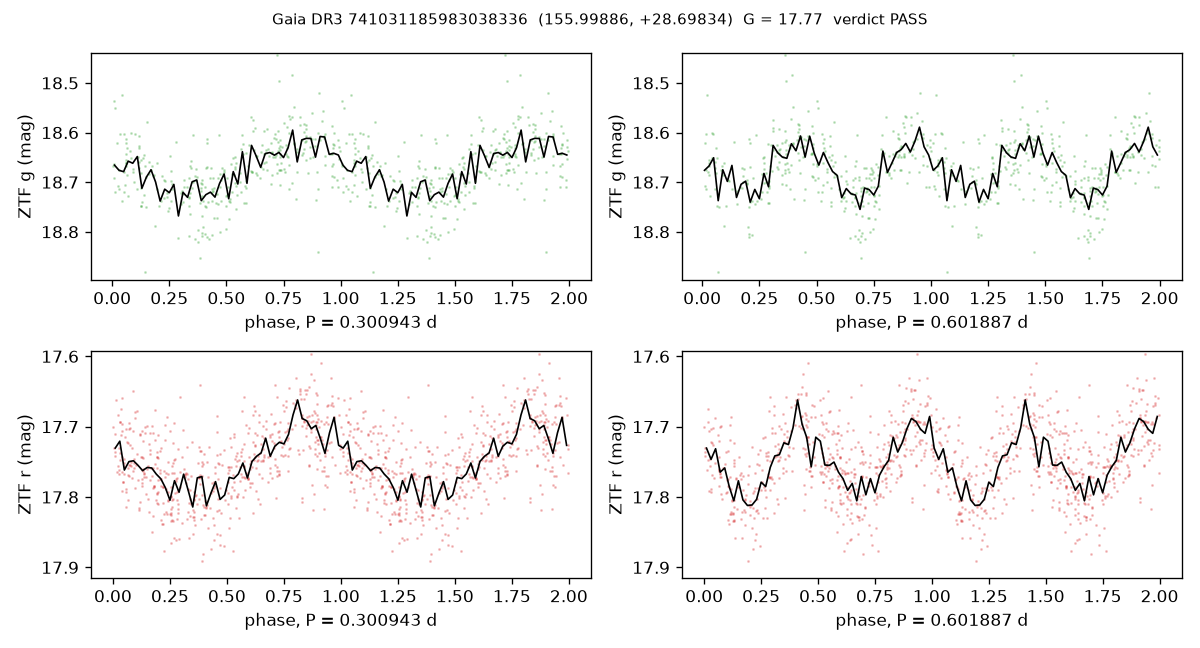 Gaia DR3 741031185983038336  (155.99886, +28.69834)  G = 17.77  verdict PASS
ZTF g (mag)
18.5
18.6
18.7
18.8
0.00 0.25 0.50 0.75 1.00 1.25 1.50 1.75 2.00
phase, P = 0.300943 d
ZTF g (mag)
18.5
18.6
18.7
18.8
0.00 0.25 0.50 0.75 1.00 1.25 1.50 1.75 2.00
phase, P = 0.601887 d
ZTF r (mag)
17.6
17.7
17.8
17.9
0.00 0.25 0.50 0.75 1.00 1.25 1.50 1.75 2.00
phase, P = 0.300943 d
ZTF r (mag)
17.6
17.7
17.8
17.9
0.00 0.25 0.50 0.75 1.00 1.25 1.50 1.75 2.00
phase, P = 0.601887 d